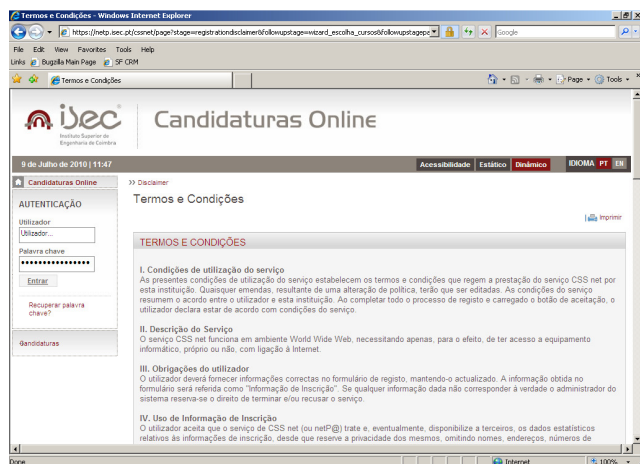 Termos e Condições - Windows Internet Explorer
https://netp.isec.pt/cssnet/page?stage=registrationdisclaimer&followupstage=wizard_escolha_cursos&followupstagepa
Google
File Edit View Favorites Tools Help
Links Bugzilla Main Page SF CRM
Termos e Condições
Page Tools
isec
Instituto Superior de
Engenharia de Coimbra
Candidaturas Online
9 de Julho de 2010 | 11:47
Acessibilidade Estático Dinâmico IDIOMA PT EN
Candidaturas Online
AUTENTICAÇÃO
Utilizador
Utilizador...
Palavra chave
••••••••••••••••
Entrar
Recuperar palavra
chave?
Candidaturas
>> Disclaimer
Termos e Condições
Imprimir
TERMOS E CONDIÇÕES
I. Condições de utilização do serviço
As presentes condições de utilização do serviço estabelecem os termos e condições que regem a prestação do serviço CSS net por
esta instituição. Quaisquer emendas, resultante de uma alteração de política, terão que ser editadas. As condições do serviço
resumem o acordo entre o utilizador e esta instituição. Ao completar todo o processo de registo e carregado o botão de aceitação, o
utilizador declara estar de acordo com condições do serviço.
II. Descrição do Serviço
O serviço CSS net funciona em ambiente World Wide Web, necessitando apenas, para o efeito, de ter acesso a equipamento
informático, próprio ou não, com ligação à Internet.
III. Obrigações do utilizador
O utilizador deverá fornecer informações correctas no formulário de registo, mantendo-o actualizado. A informação obtida no
formulário será referida como "Informação de Inscrição". Se qualquer informação dada não corresponder à verdade o administrador do
sistema reserva-se o direito de terminar e/ou recusar o serviço.
IV. Uso de Informação de Inscrição
O utilizador aceita que o serviço de CSS net (ou netP@) trate e, eventualmente, disponibilize a terceiros, os dados estatísticos
relativos às informações de inscrição, desde que reserve a privacidade dos mesmos, omitindo nomes, endereços, números de
Done
Internet
100%